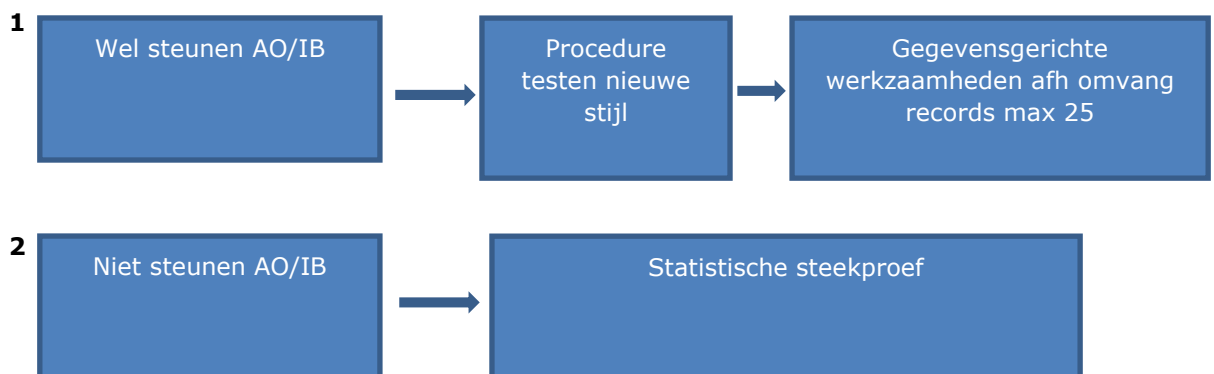 1
Wel steunen AO/IB
Procedure
testen nieuwe
stijl
Gegevensgerichte
werkzaamheden afh omvang
records max 25
2
Niet steunen AO/IB
Statistische steekproef